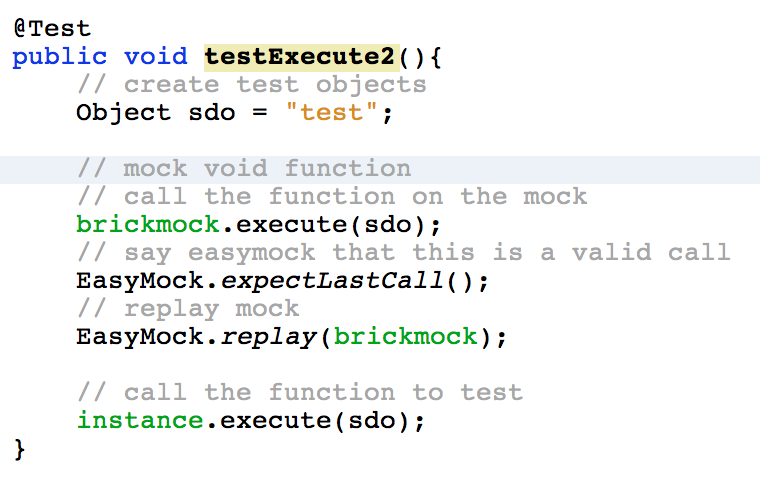 @Test
public void testExecute2(){
    // create test objects
    Object sdo = "test";

    // mock void function
    // call the function on the mock
    brickmock.execute(sdo);
    // say easymock that this is a valid call
    EasyMock.expectLastCall();
    // replay mock
    EasyMock.replay(brickmock);

    // call the function to test
    instance.execute(sdo);
}